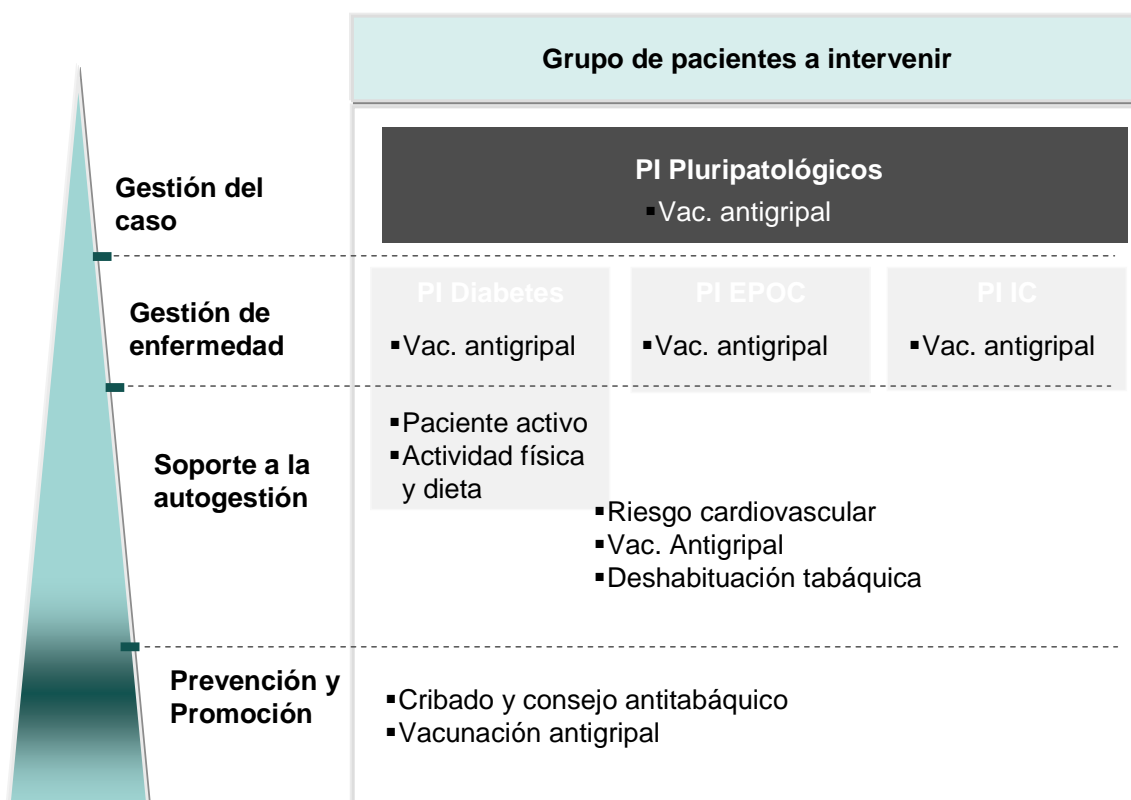 Grupo de pacientes a intervenir
Gestión del
caso
PI Pluripatológicos
▪Vac. antigripal
Gestión de
enfermedad
PI Diabetes
▪Vac. antigripal
PI EPOC
▪Vac. antigripal
PI IC
▪Vac. antigripal
Soporte a la
autogestión
▪Paciente activo
▪Actividad física
y dieta
▪Riesgo cardiovascular
▪Vac. Antigripal
▪Deshabituación tabáquica
Prevención y
Promoción
▪Cribado y consejo antitabáquico
▪Vacunación antigripal